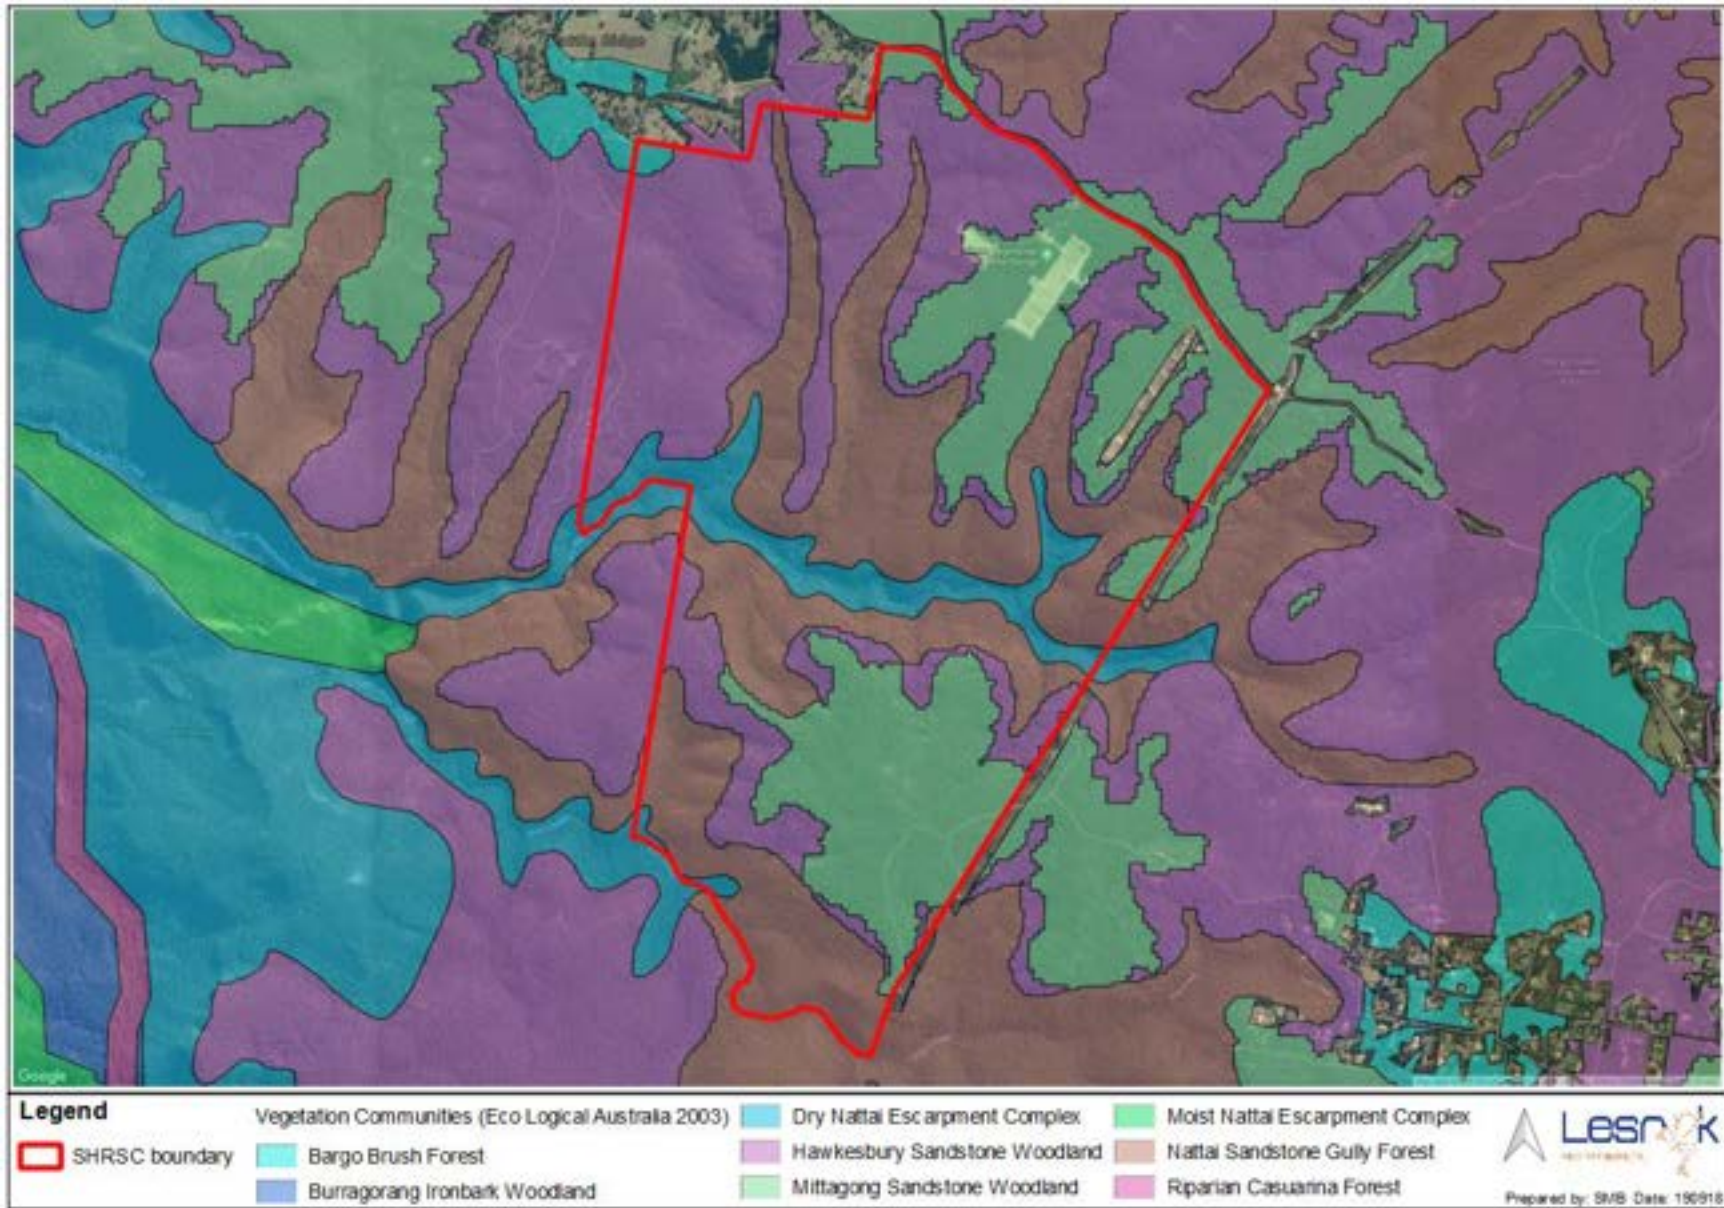 Google
Legend
SHRSC boundary
Vegetation Communities (Eco Logical Australia 2003)
Bargo Brush Forest
Burragorang Ironbark Woodland
Dry Nattai Escarpment Complex
Hawkesbury Sandstone Woodland
Mittagong Sandstone Woodland
Moist Nattai Escarpment Complex
Nattai Sandstone Gully Forest
Riparian Casuarina Forest
Prepared by: SMB Date: 190918